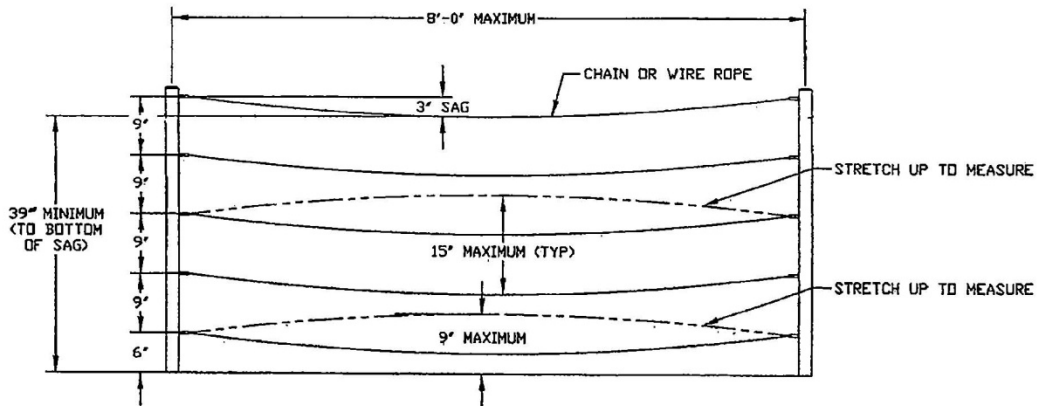 8'-0" MAXIMUM
CHAIN OR WIRE ROPE
3" SAG
9"
9"
STRETCH UP TO MEASURE
39" MINIMUM
(TO BOTTOM
OF SAG)
9"
15" MAXIMUM (TYP)
9"
STRETCH UP TO MEASURE
9" MAXIMUM
6"